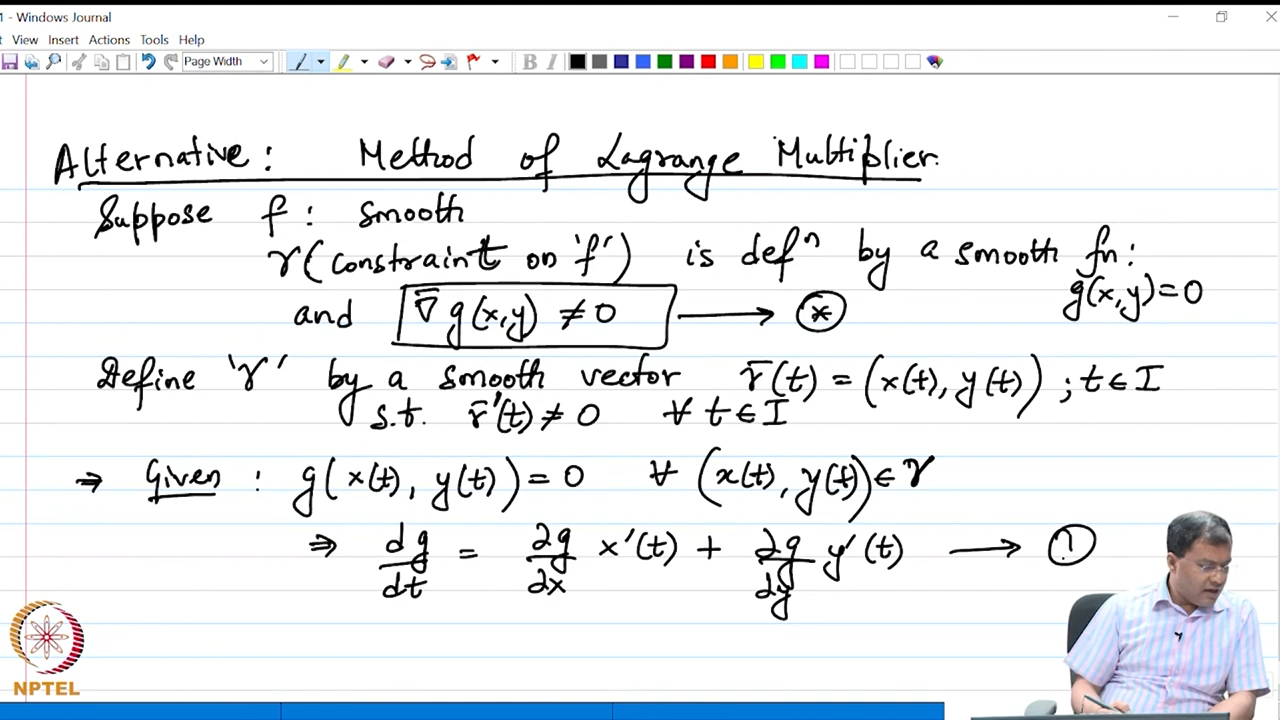 1 - Windows Journal
t View Insert Actions Tools Help
Page Width B I
Alternative: Method of Lagrange Multiplier.
Suppose f: smooth
γ(constraint on 'f') is defⁿ by a smooth fn:
g(x,y)=0
and ∇̄ g(x,y) ≠ 0 → ⊛
Define 'γ' by a smooth vector r̄(t) = (x(t), y(t)) ; t ∈ I
s.t. r̄'(t) ≠ 0 ∀ t ∈ I
⇒ Given : g(x(t), y(t)) = 0 ∀ (x(t), y(t)) ∈ γ
⇒ dg/dt = ∂g/∂x x'(t) + ∂g/∂y y'(t) → ①
NPTEL